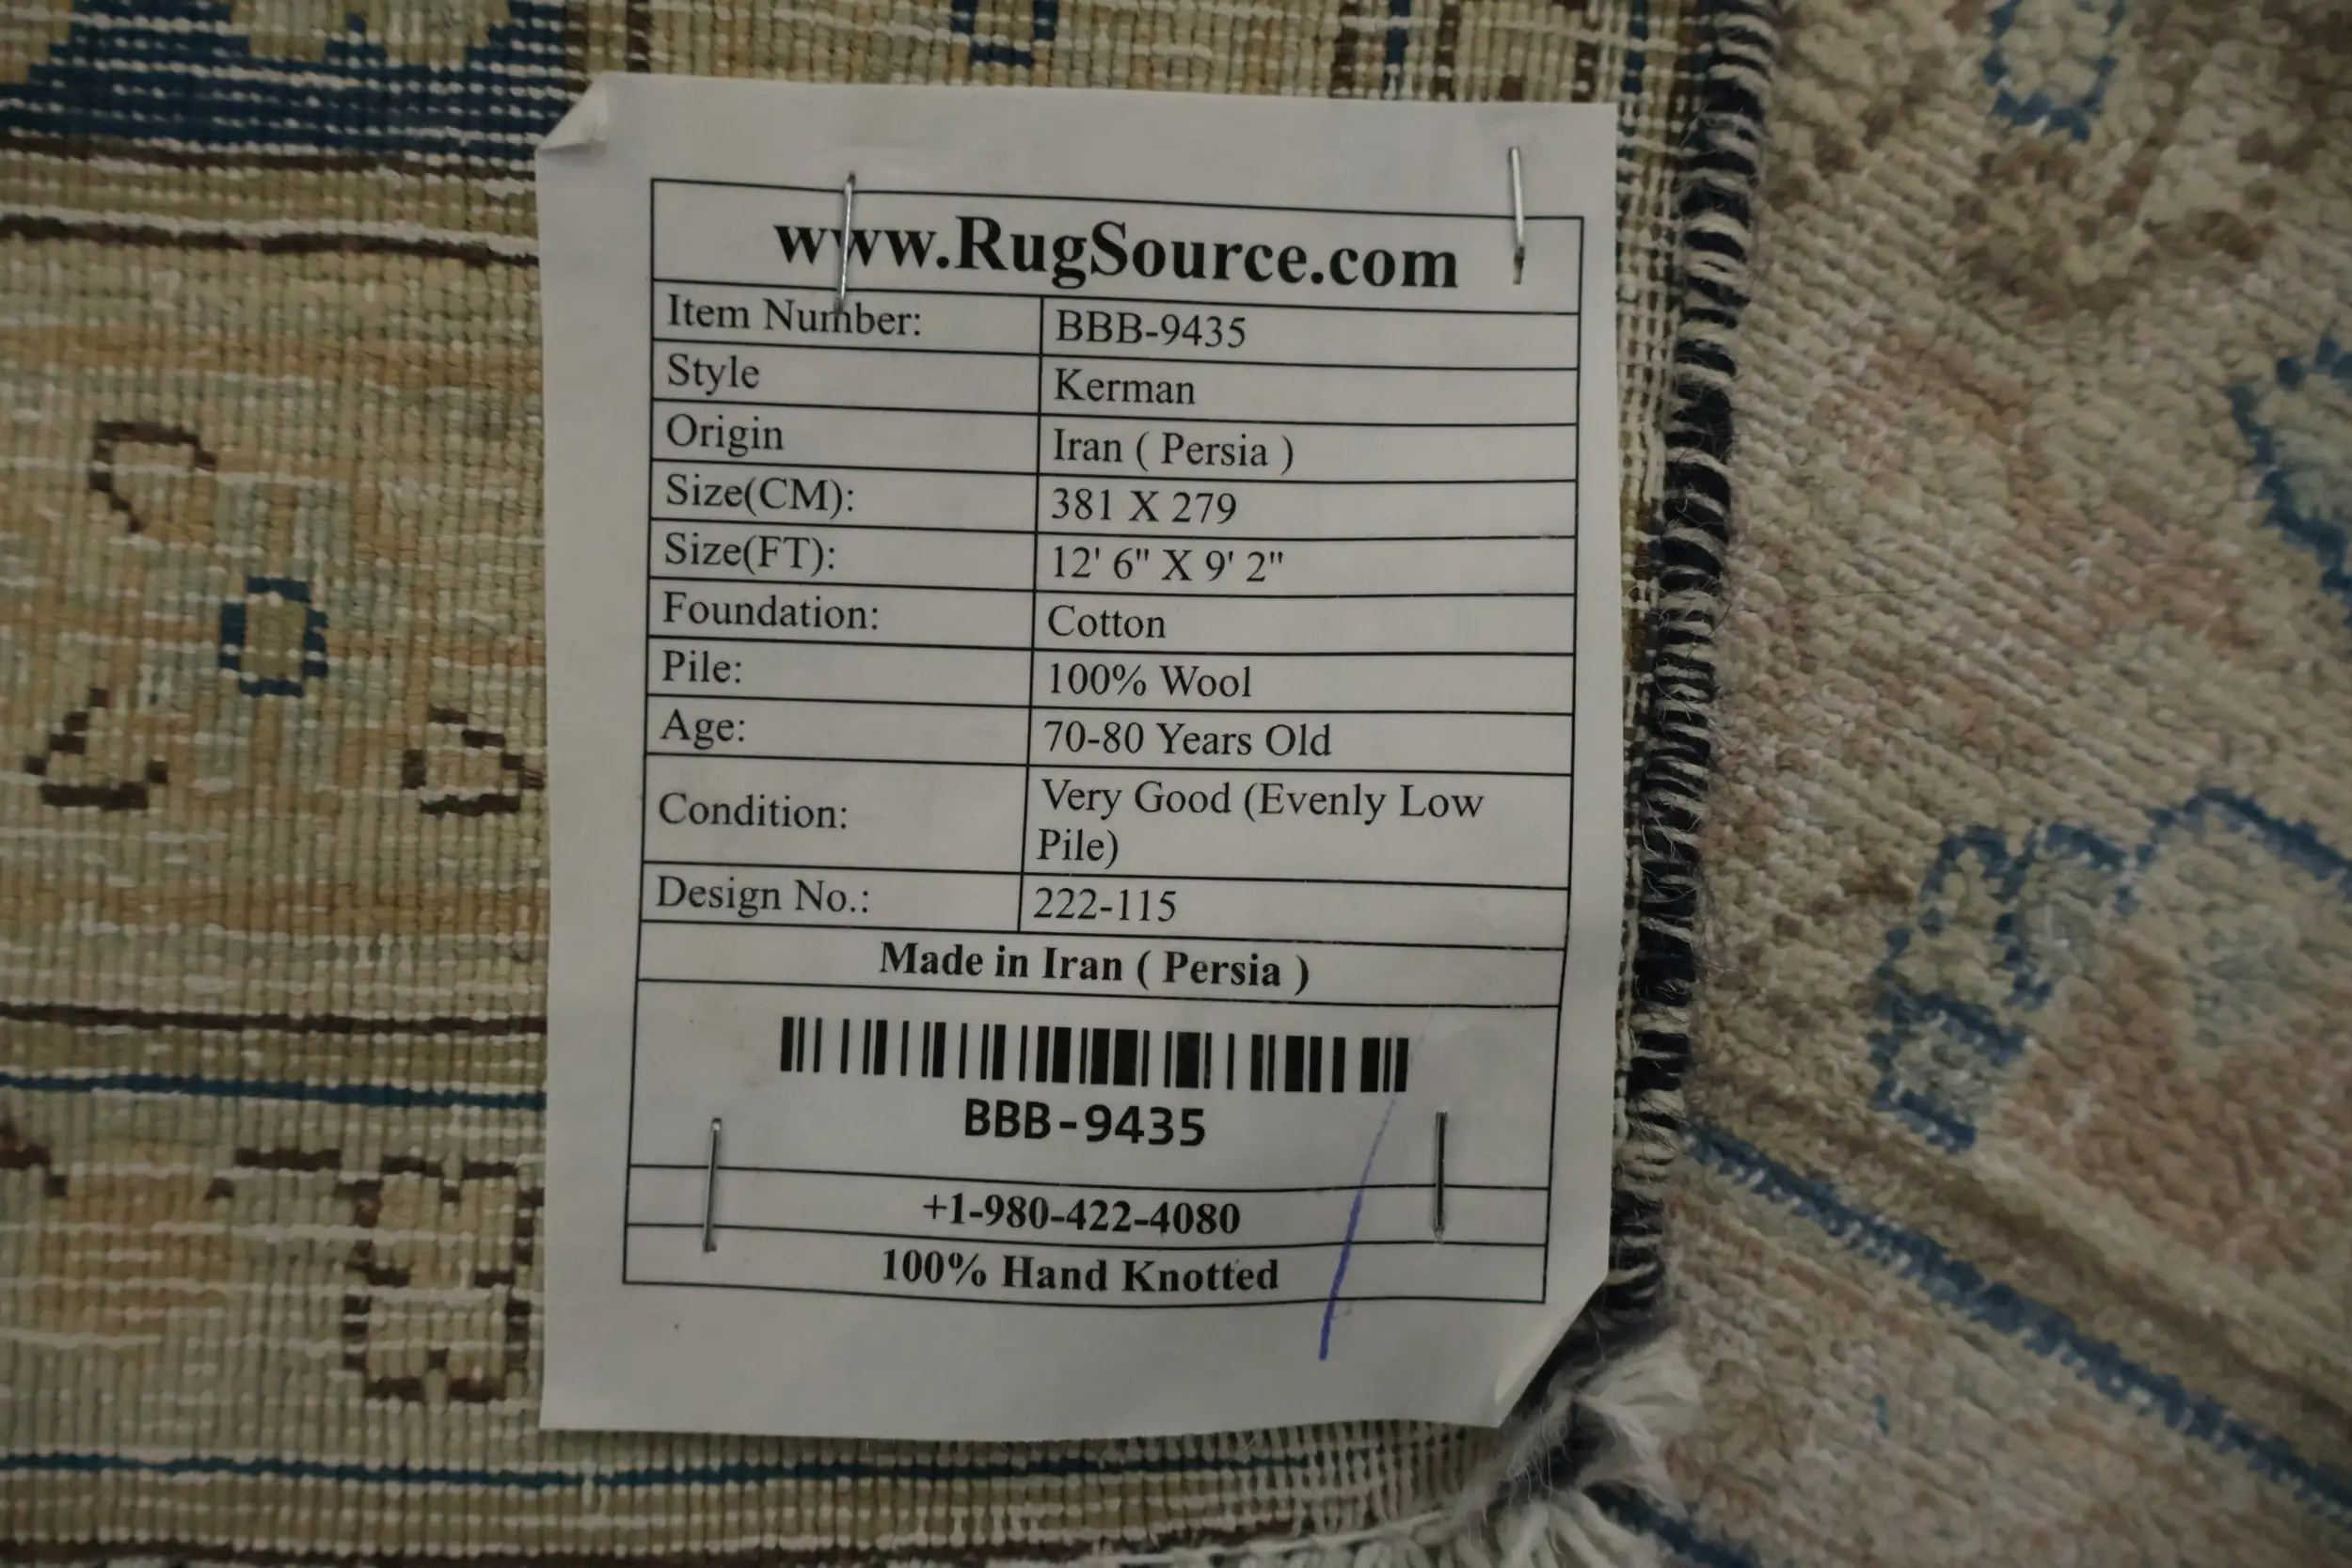 www.RugSource.com
Item Number: BBB-9435
Style Kerman
Origin Iran ( Persia )
Size(CM): 381 X 279
Size(FT): 12' 6" X 9' 2"
Foundation: Cotton
Pile: 100% Wool
Age: 70-80 Years Old
Condition: Very Good (Evenly Low
Pile)
Design No.: 222-115
Made in Iran ( Persia )
BBB-9435
+1-980-422-4080
100% Hand Knotted